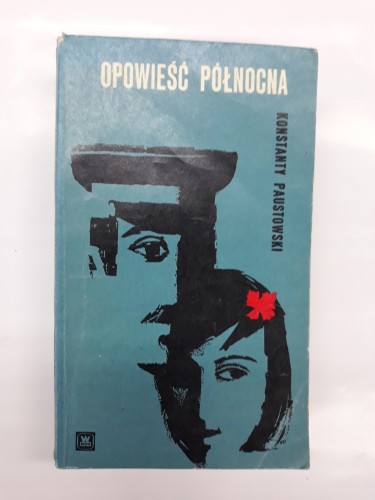 OPOWIEŚĆ PÓŁNOCNA
KONSTANTY PAUSTOWSKI
W